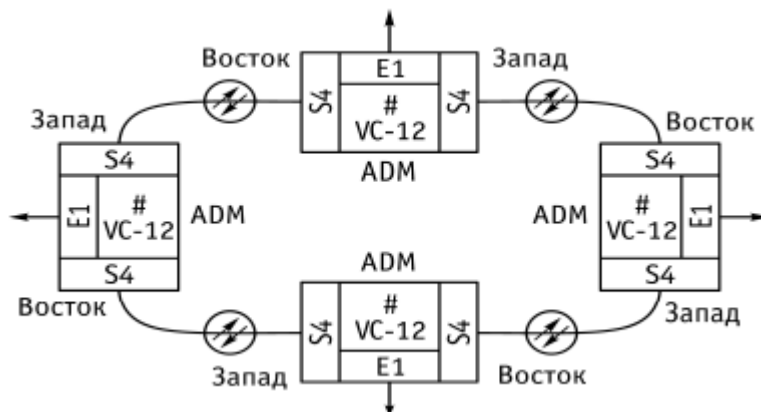 Восток
Запад
E1
S4
#
VC-12
S4
ADM
Запад
S4
E1
#
VC-12
S4
ADM
Восток
Восток
S4
ADM
#
VC-12
E1
S4
Запад
ADM
S4
#
VC-12
S4
E1
Запад
Восток